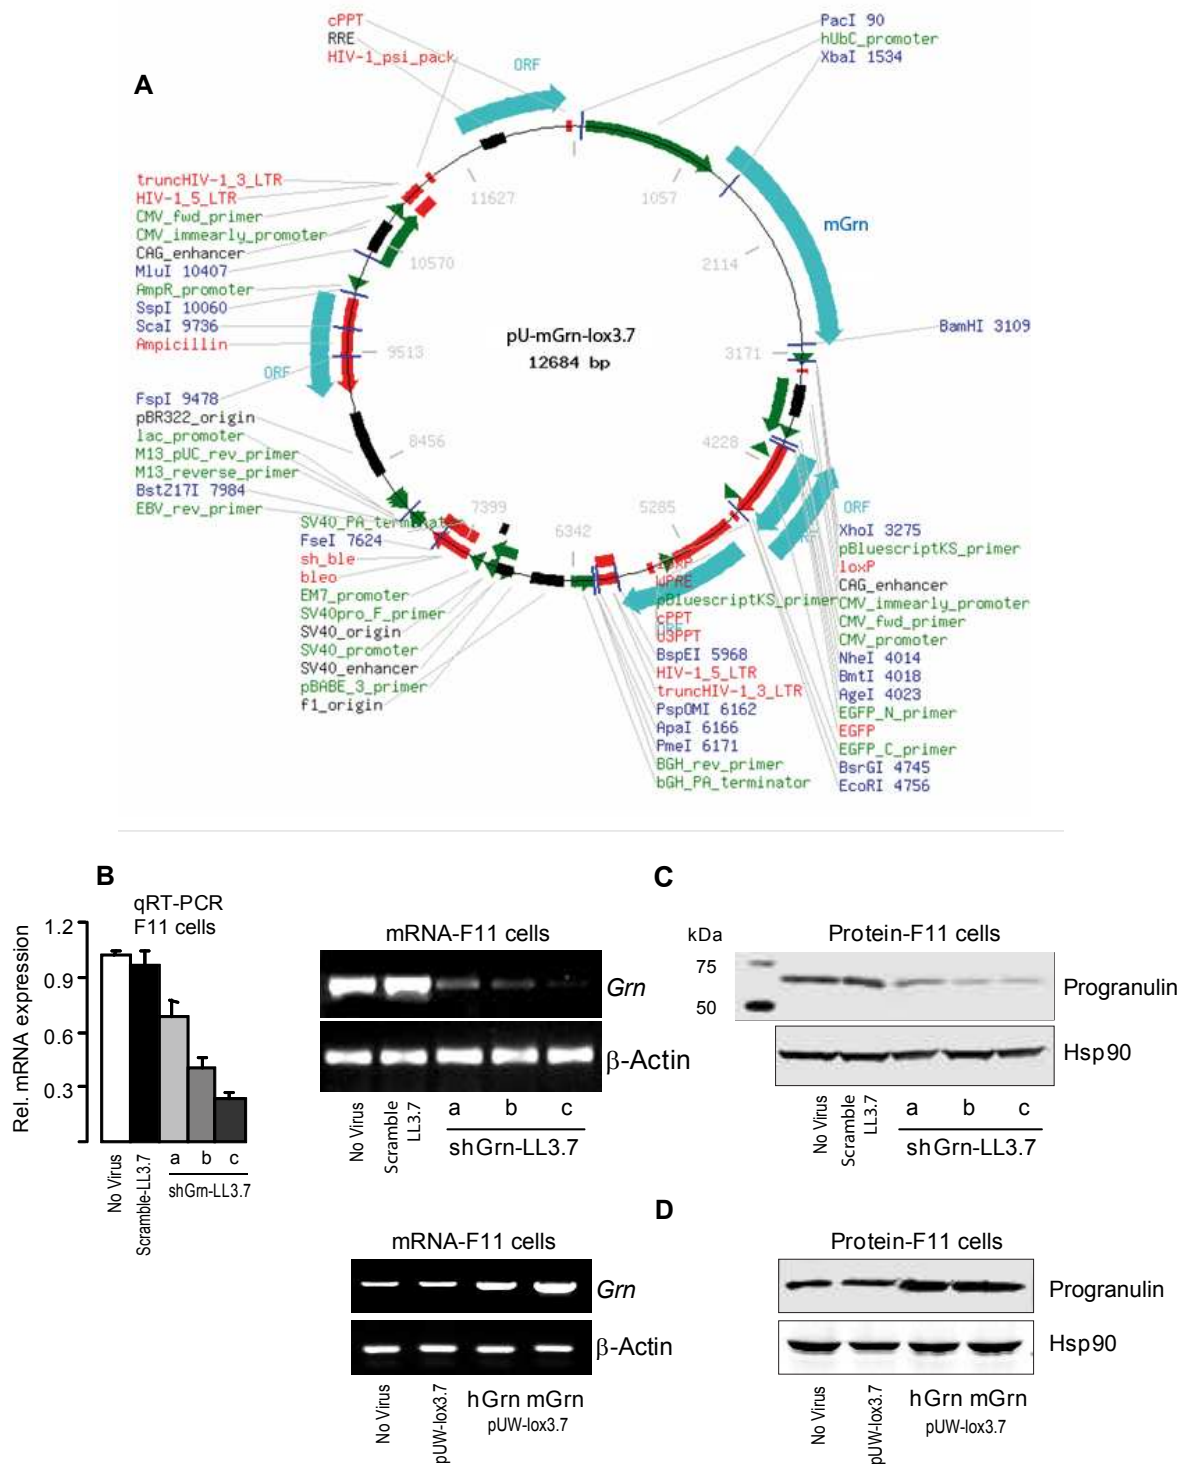 A
cPPT
RRE
HIV-1_psi_pack
ORF
PacI 90
hUbC_promoter
XbaI 1534
mGrn
truncHIV-1_3_LTR
HIV-1_5_LTR
CMV_fwd_primer
CMV_immearly_promoter
CAG_enhancer
MluI 10407
AmpR_promoter
SspI 10060
ScaI 9736
Ampicillin
ORF
FspI 9478
pBR322_origin
lac_promoter
M13_pUC_rev_primer
M13_reverse_primer
BstZ17I 7984
EBV_rev_primer
11627
1057
10570
2114
9513
3171
8456
4228
7399
6342
5285
pU-mGrn-lox3.7
12684 bp
BamHI 3109
SV40_PA_terminator
FseI 7624
sh_ble
bleo
EM7_promoter
SV40pro_F_primer
SV40_origin
SV40_promoter
SV40_enhancer
pBABE_3_primer
f1_origin
loxP
WPRE
pBluescriptKS_primer
cPPT
U3PPT
BspEI 5968
HIV-1_5_LTR
truncHIV-1_3_LTR
PspOMI 6162
ApaI 6166
PmeI 6171
BGH_rev_primer
bGH_PA_terminator
ORF
XhoI 3275
pBluescriptKS_primer
loxP
CAG_enhancer
CMV_immearly_promoter
CMV_fwd_primer
CMV_promoter
NheI 4014
BmtI 4018
AgeI 4023
EGFP_N_primer
EGFP
EGFP_C_primer
BsrGI 4745
EcoRI 4756
B
qRT-PCR
F11 cells
Rel. mRNA expression
1.2
0.9
0.6
0.3
No Virus
Scramble-LL3.7
a b c
shGrn-LL3.7
mRNA-F11 cells
Grn
β-Actin
No Virus
Scramble
LL3.7
a b c
shGrn-LL3.7
C
kDa
75
50
Protein-F11 cells
Progranulin
Hsp90
No Virus
Scramble
LL3.7
a b c
shGrn-LL3.7
mRNA-F11 cells
Grn
β-Actin
No Virus
pUW-lox3.7
hGrn mGrn
pUW-lox3.7
D
Protein-F11 cells
Progranulin
Hsp90
No Virus
pUW-lox3.7
hGrn mGrn
pUW-lox3.7